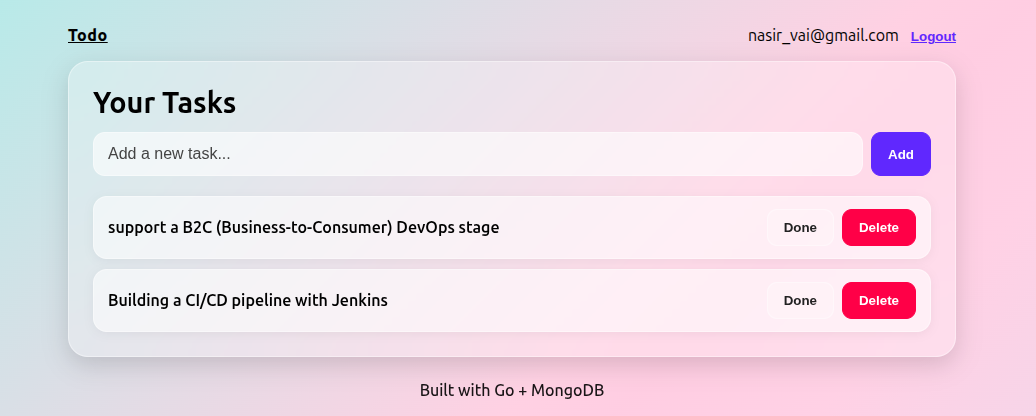 Todo
nasir_vai@gmail.com Logout
Your Tasks
Add a new task...
Add
support a B2C (Business-to-Consumer) DevOps stage
Done
Delete
Building a CI/CD pipeline with Jenkins
Done
Delete
Built with Go + MongoDB